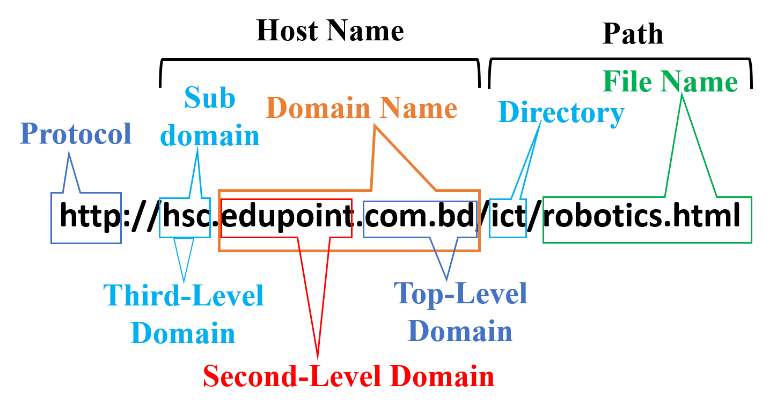 Host Name
Path
Sub
domain
Domain Name
File Name
Directory
Protocol
http://hsc.edupoint.com.bd/ict/robotics.html
Third-Level
Domain
Top-Level
Domain
Second-Level Domain